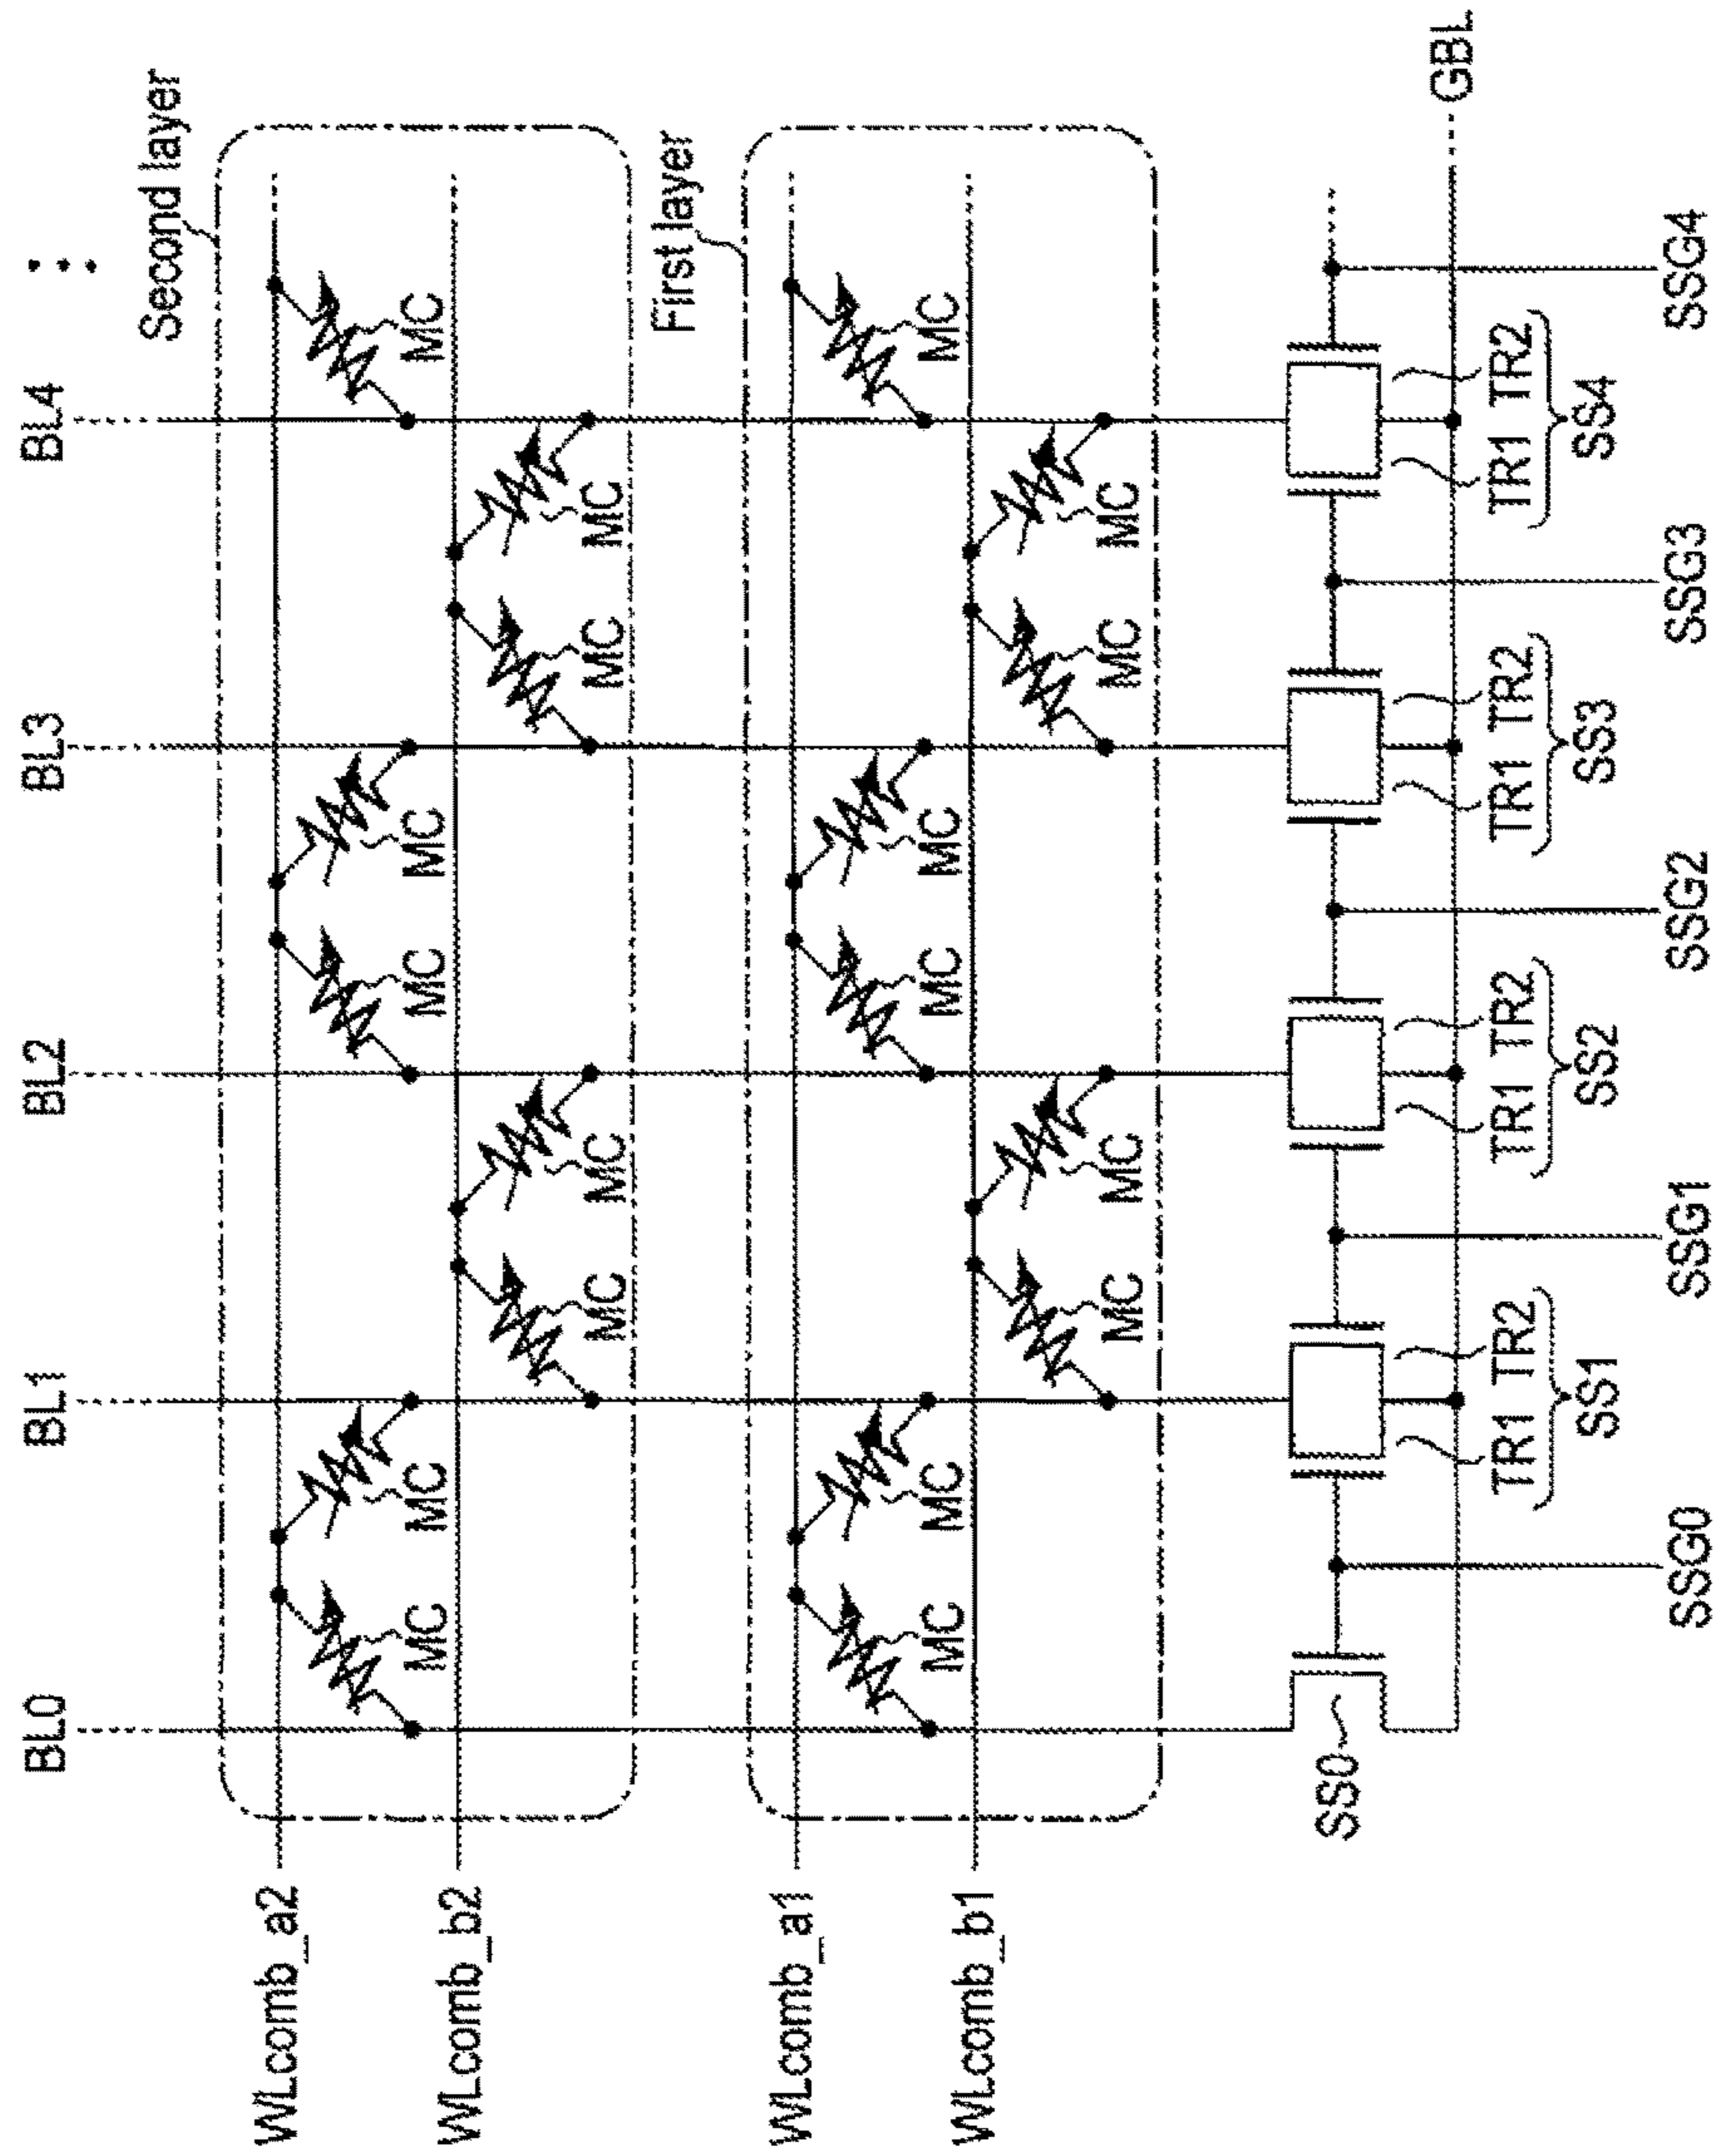 BL0 BL1 BL2 BL3 BL4 ...
Second layer
WLcomb_a2
MC MC MC MC MC
WLcomb_b2
MC MC MC MC
First layer
WLcomb_a1
MC MC MC MC MC
WLcomb_b1
MC MC MC MC
SS0
GBL
TR1 TR2 TR1 TR2 TR1 TR2 TR1 TR2
SS1 SS2 SS3 SS4
SSG0 SSG1 SSG2 SSG3 SSG4